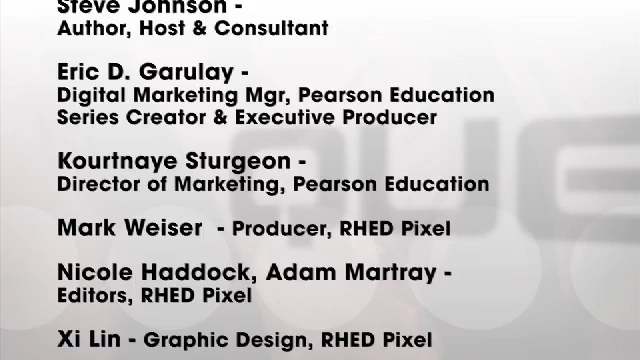 Steve Johnson -
Author, Host & Consultant
Eric D. Garulay -
Digital Marketing Mgr, Pearson Education
Series Creator & Executive Producer
Kourtnaye Sturgeon -
Director of Marketing, Pearson Education
Mark Weiser - Producer, RHED Pixel
Nicole Haddock, Adam Martray -
Editors, RHED Pixel
Xi Lin - Graphic Design, RHED Pixel
QUE